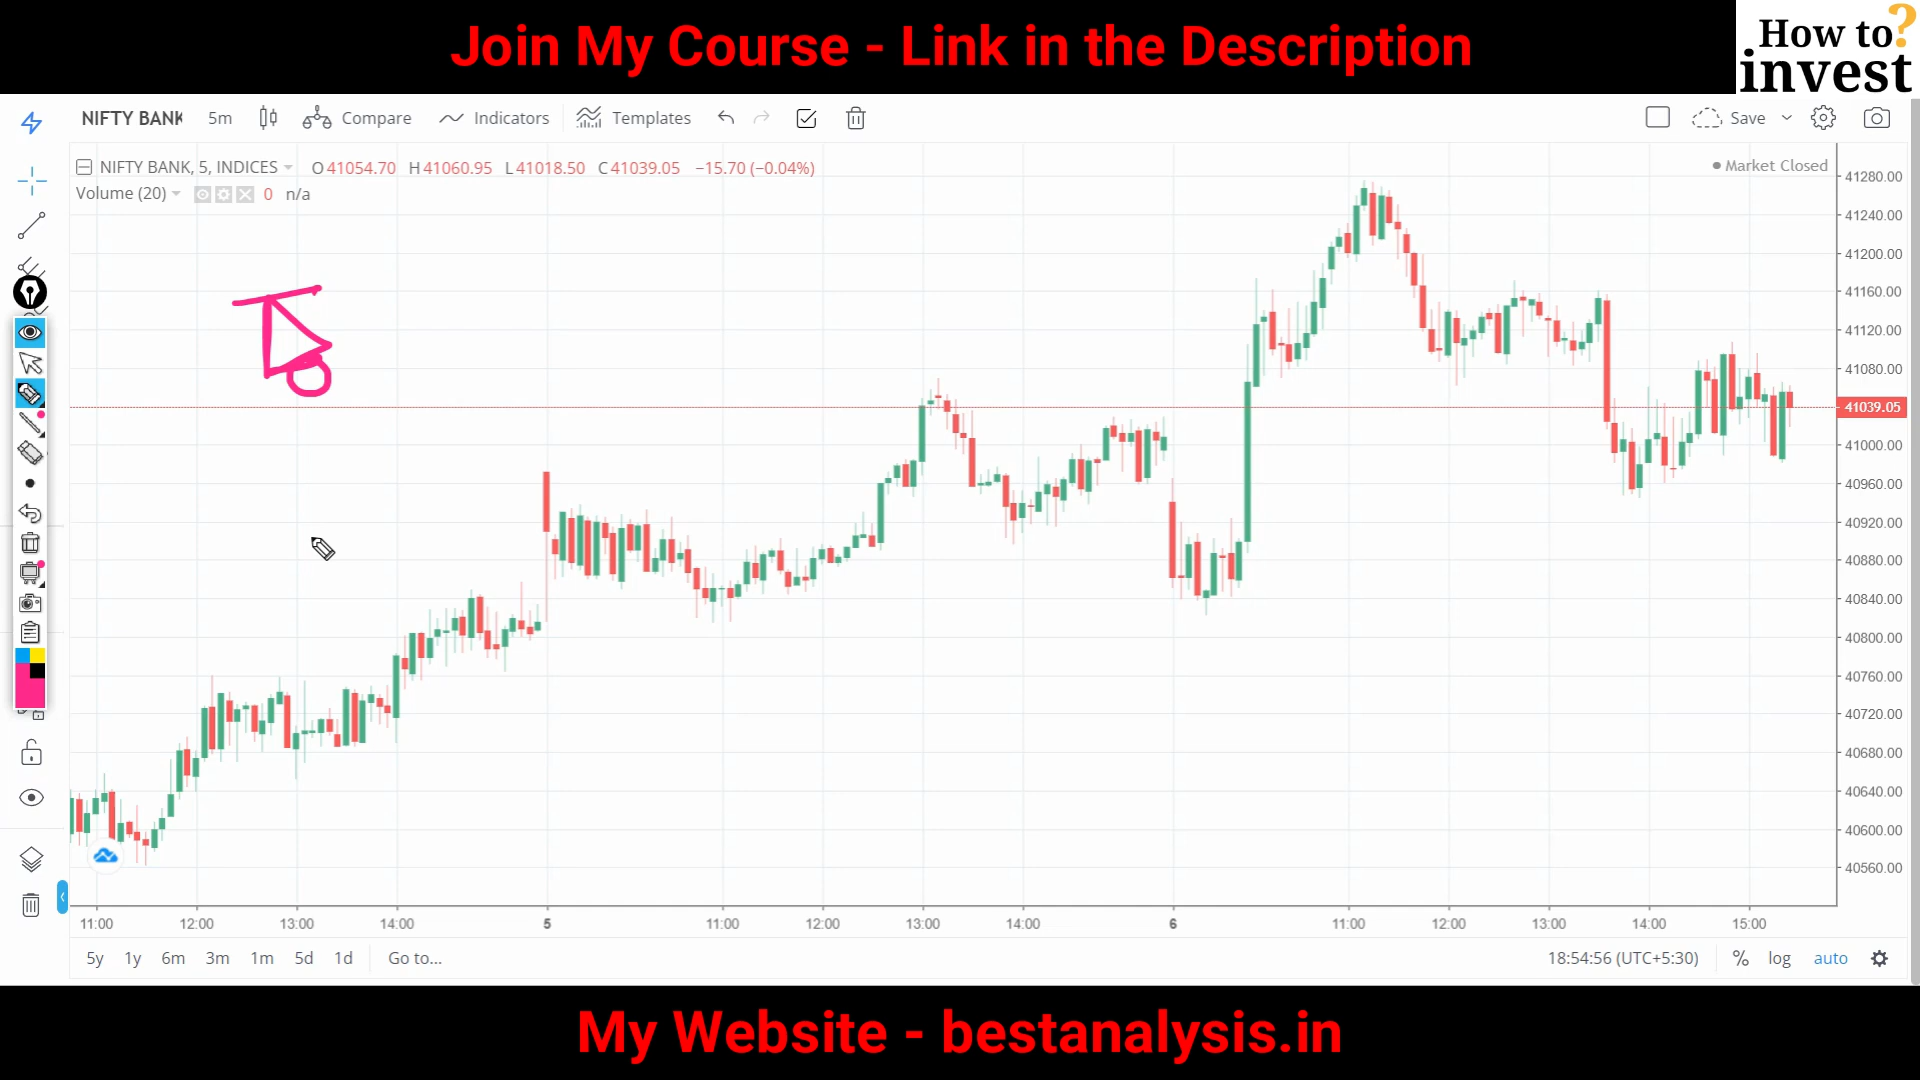 Join My Course - Link in the Description
How to?
invest
NIFTY BANK 5m Compare Indicators Templates Save
NIFTY BANK, 5, INDICES O41054.70 H41060.95 L41018.50 C41039.05 −15.70 (−0.04%)
Market Closed
Volume (20) 0 n/a
41280.00
41240.00
41200.00
41160.00
41120.00
41080.00
41039.05
41000.00
40960.00
40920.00
40880.00
40840.00
40800.00
40760.00
40720.00
40680.00
40640.00
40600.00
40560.00
11:00 12:00 13:00 14:00 5 11:00 12:00 13:00 14:00 6 11:00 12:00 13:00 14:00 15:00
5y 1y 6m 3m 1m 5d 1d Go to... 18:54:56 (UTC+5:30) % log auto
My Website - bestanalysis.in